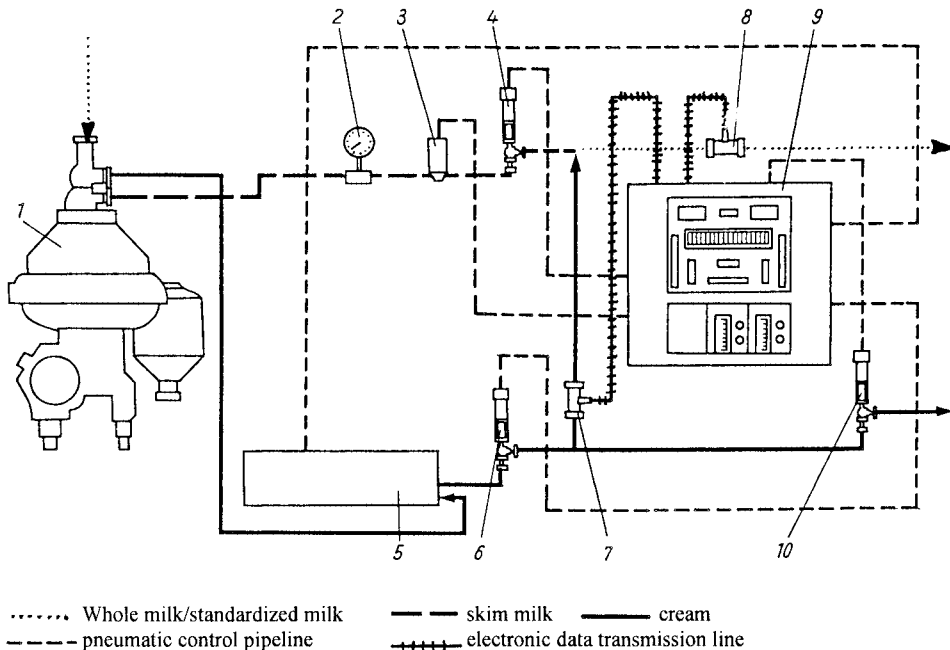 2 3 4 8 9
1
5 6 7 10
Whole milk/standardized milk skim milk cream
pneumatic control pipeline electronic data transmission line